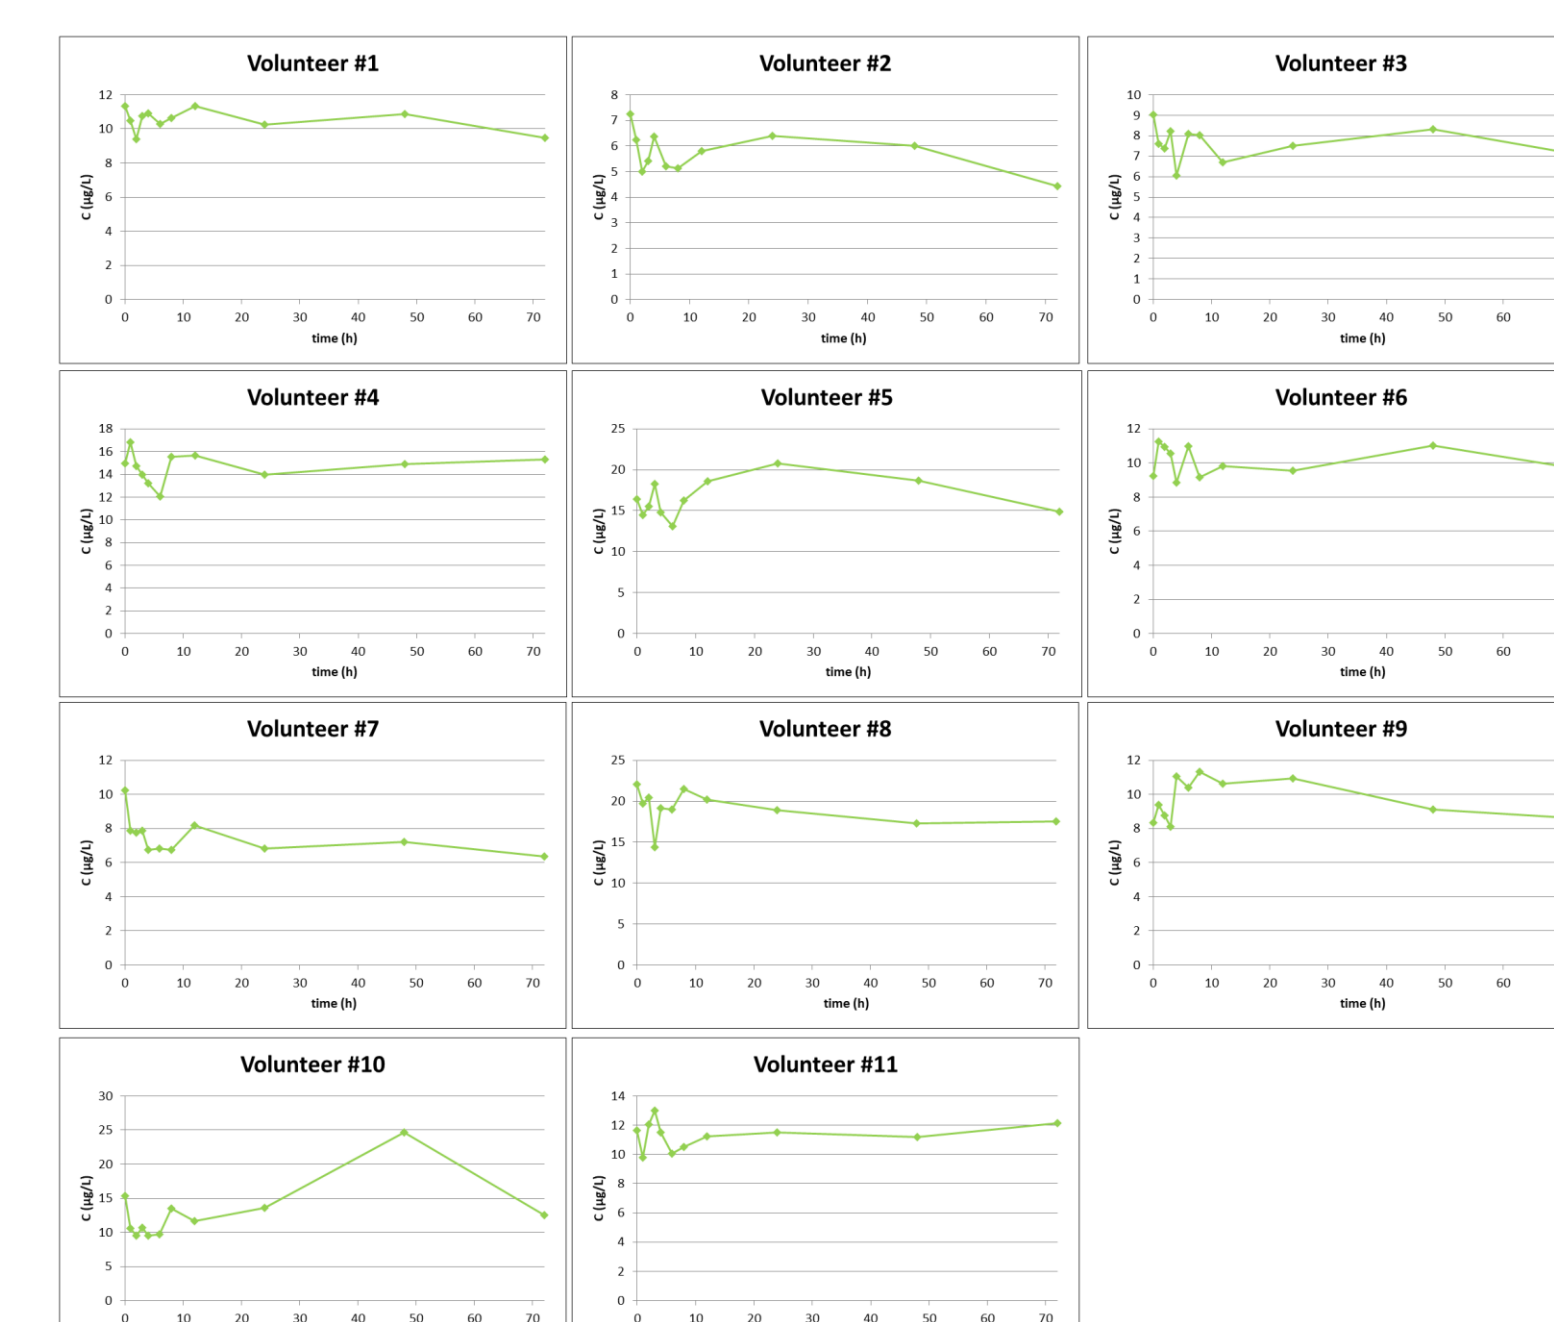 Volunteer #1
12
10
8
6
4
2
0
C (µg/L)
0 10 20 30 40 50 60 70
time (h)
Volunteer #2
8
7
6
5
4
3
2
1
0
C (µg/L)
0 10 20 30 40 50 60 70
time (h)
Volunteer #3
10
9
8
7
6
5
4
3
2
1
0
C (µg/L)
0 10 20 30 40 50 60
time (h)
Volunteer #4
18
16
14
12
10
8
6
4
2
0
C (µg/L)
0 10 20 30 40 50 60 70
time (h)
Volunteer #5
25
20
15
10
5
0
C (µg/L)
0 10 20 30 40 50 60 70
time (h)
Volunteer #6
12
10
8
6
4
2
0
C (µg/L)
0 10 20 30 40 50 60
time (h)
Volunteer #7
12
10
8
6
4
2
0
C (µg/L)
0 10 20 30 40 50 60 70
time (h)
Volunteer #8
25
20
15
10
5
0
C (µg/L)
0 10 20 30 40 50 60 70
time (h)
Volunteer #9
12
10
8
6
4
2
0
C (µg/L)
0 10 20 30 40 50 60
time (h)
Volunteer #10
30
25
20
15
10
5
0
C (µg/L)
0 10 20 30 40 50 60 70
Volunteer #11
14
12
10
8
6
4
2
0
C (µg/L)
0 10 20 30 40 50 60 70